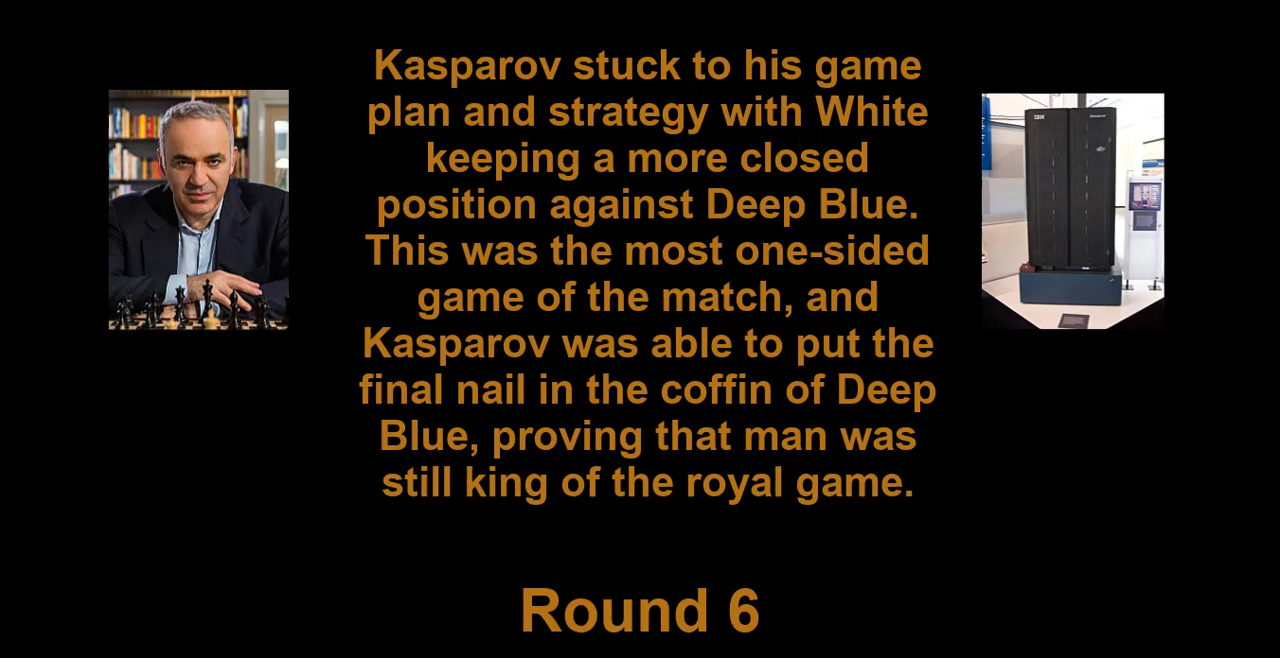 Kasparov stuck to his game
plan and strategy with White
keeping a more closed
position against Deep Blue.
This was the most one-sided
game of the match, and
Kasparov was able to put the
final nail in the coffin of Deep
Blue, proving that man was
still king of the royal game.
IBM
Round 6